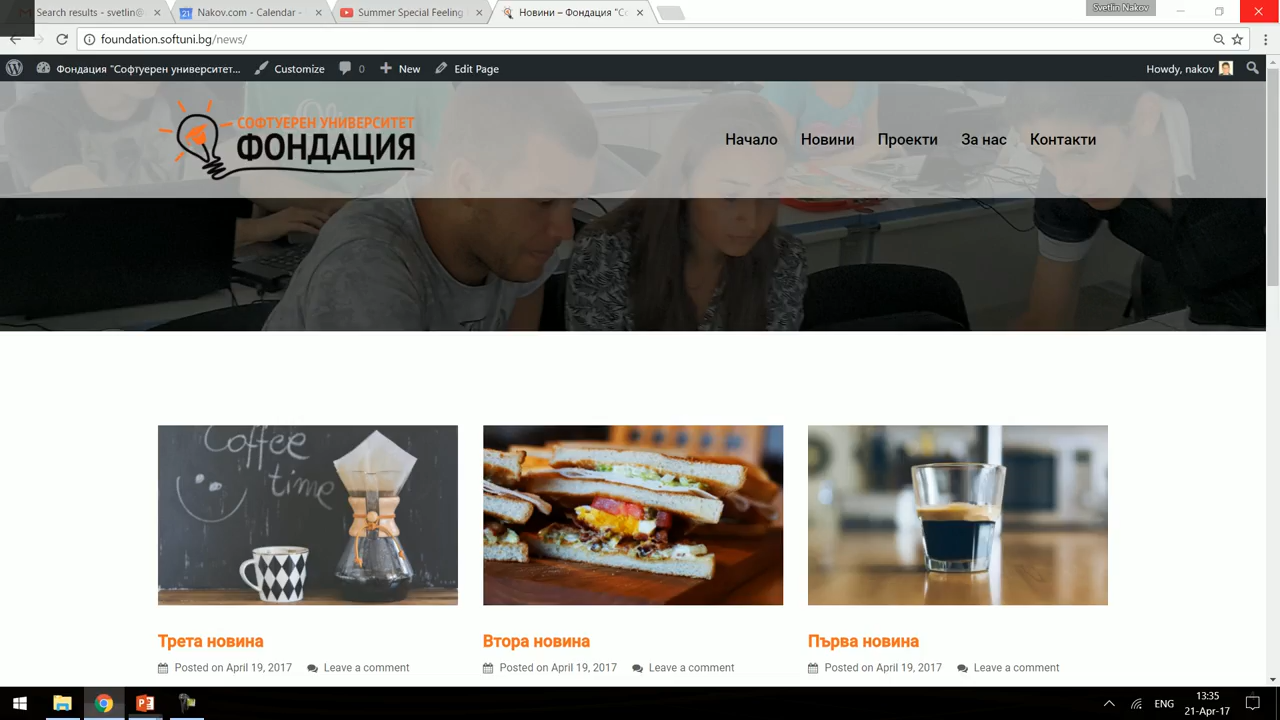 Search results - svetlin@
Nakov.com - Calendar -
Summer Special Feeling
Новини – Фондация "Со
Svetlin Nakov
foundation.softuni.bg/news/
Фондация "Софтуерен университет...
Customize
0
New
Edit Page
Howdy, nakov
СОФТУЕРЕН УНИВЕРСИТЕТ
ФОНДАЦИЯ
Начало
Новини
Проекти
За нас
Контакти
Coffee
time
Трета новина
Втора новина
Първа новина
Posted on April 19, 2017
Leave a comment
Posted on April 19, 2017
Leave a comment
Posted on April 19, 2017
Leave a comment
ENG
13:35
21-Apr-17